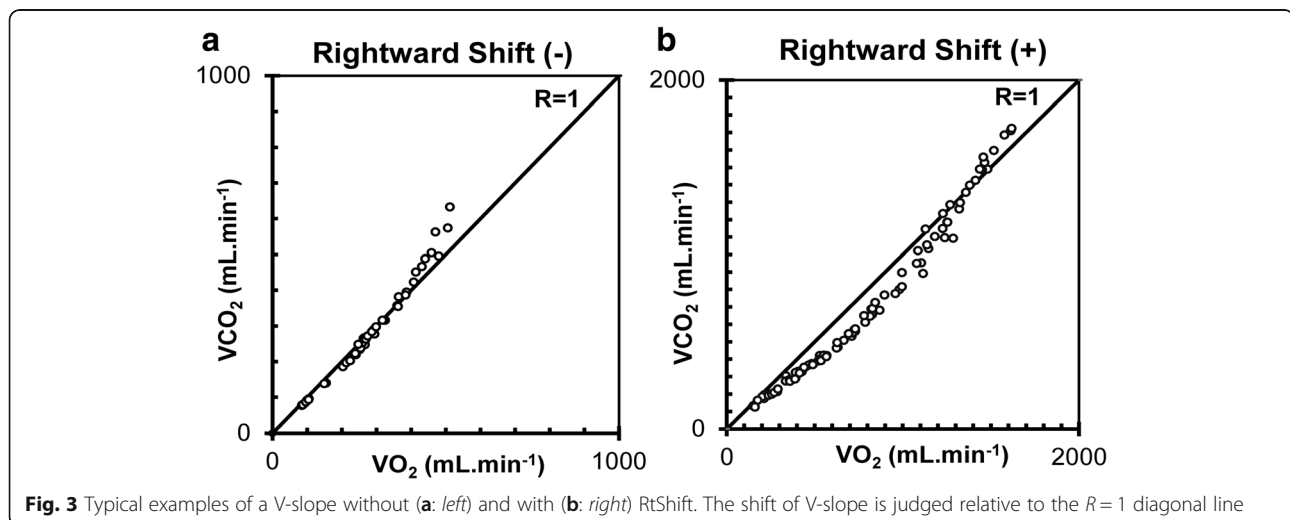 a
Rightward Shift (-)
1000
R=1
VCO₂ (mL.min⁻¹)
0
0
VO₂ (mL.min⁻¹)
1000
b
Rightward Shift (+)
2000
R=1
VCO₂ (mL.min⁻¹)
0
0
VO₂ (mL.min⁻¹)
2000
Fig. 3 Typical examples of a V-slope without (a: left) and with (b: right) RtShift. The shift of V-slope is judged relative to the R = 1 diagonal line